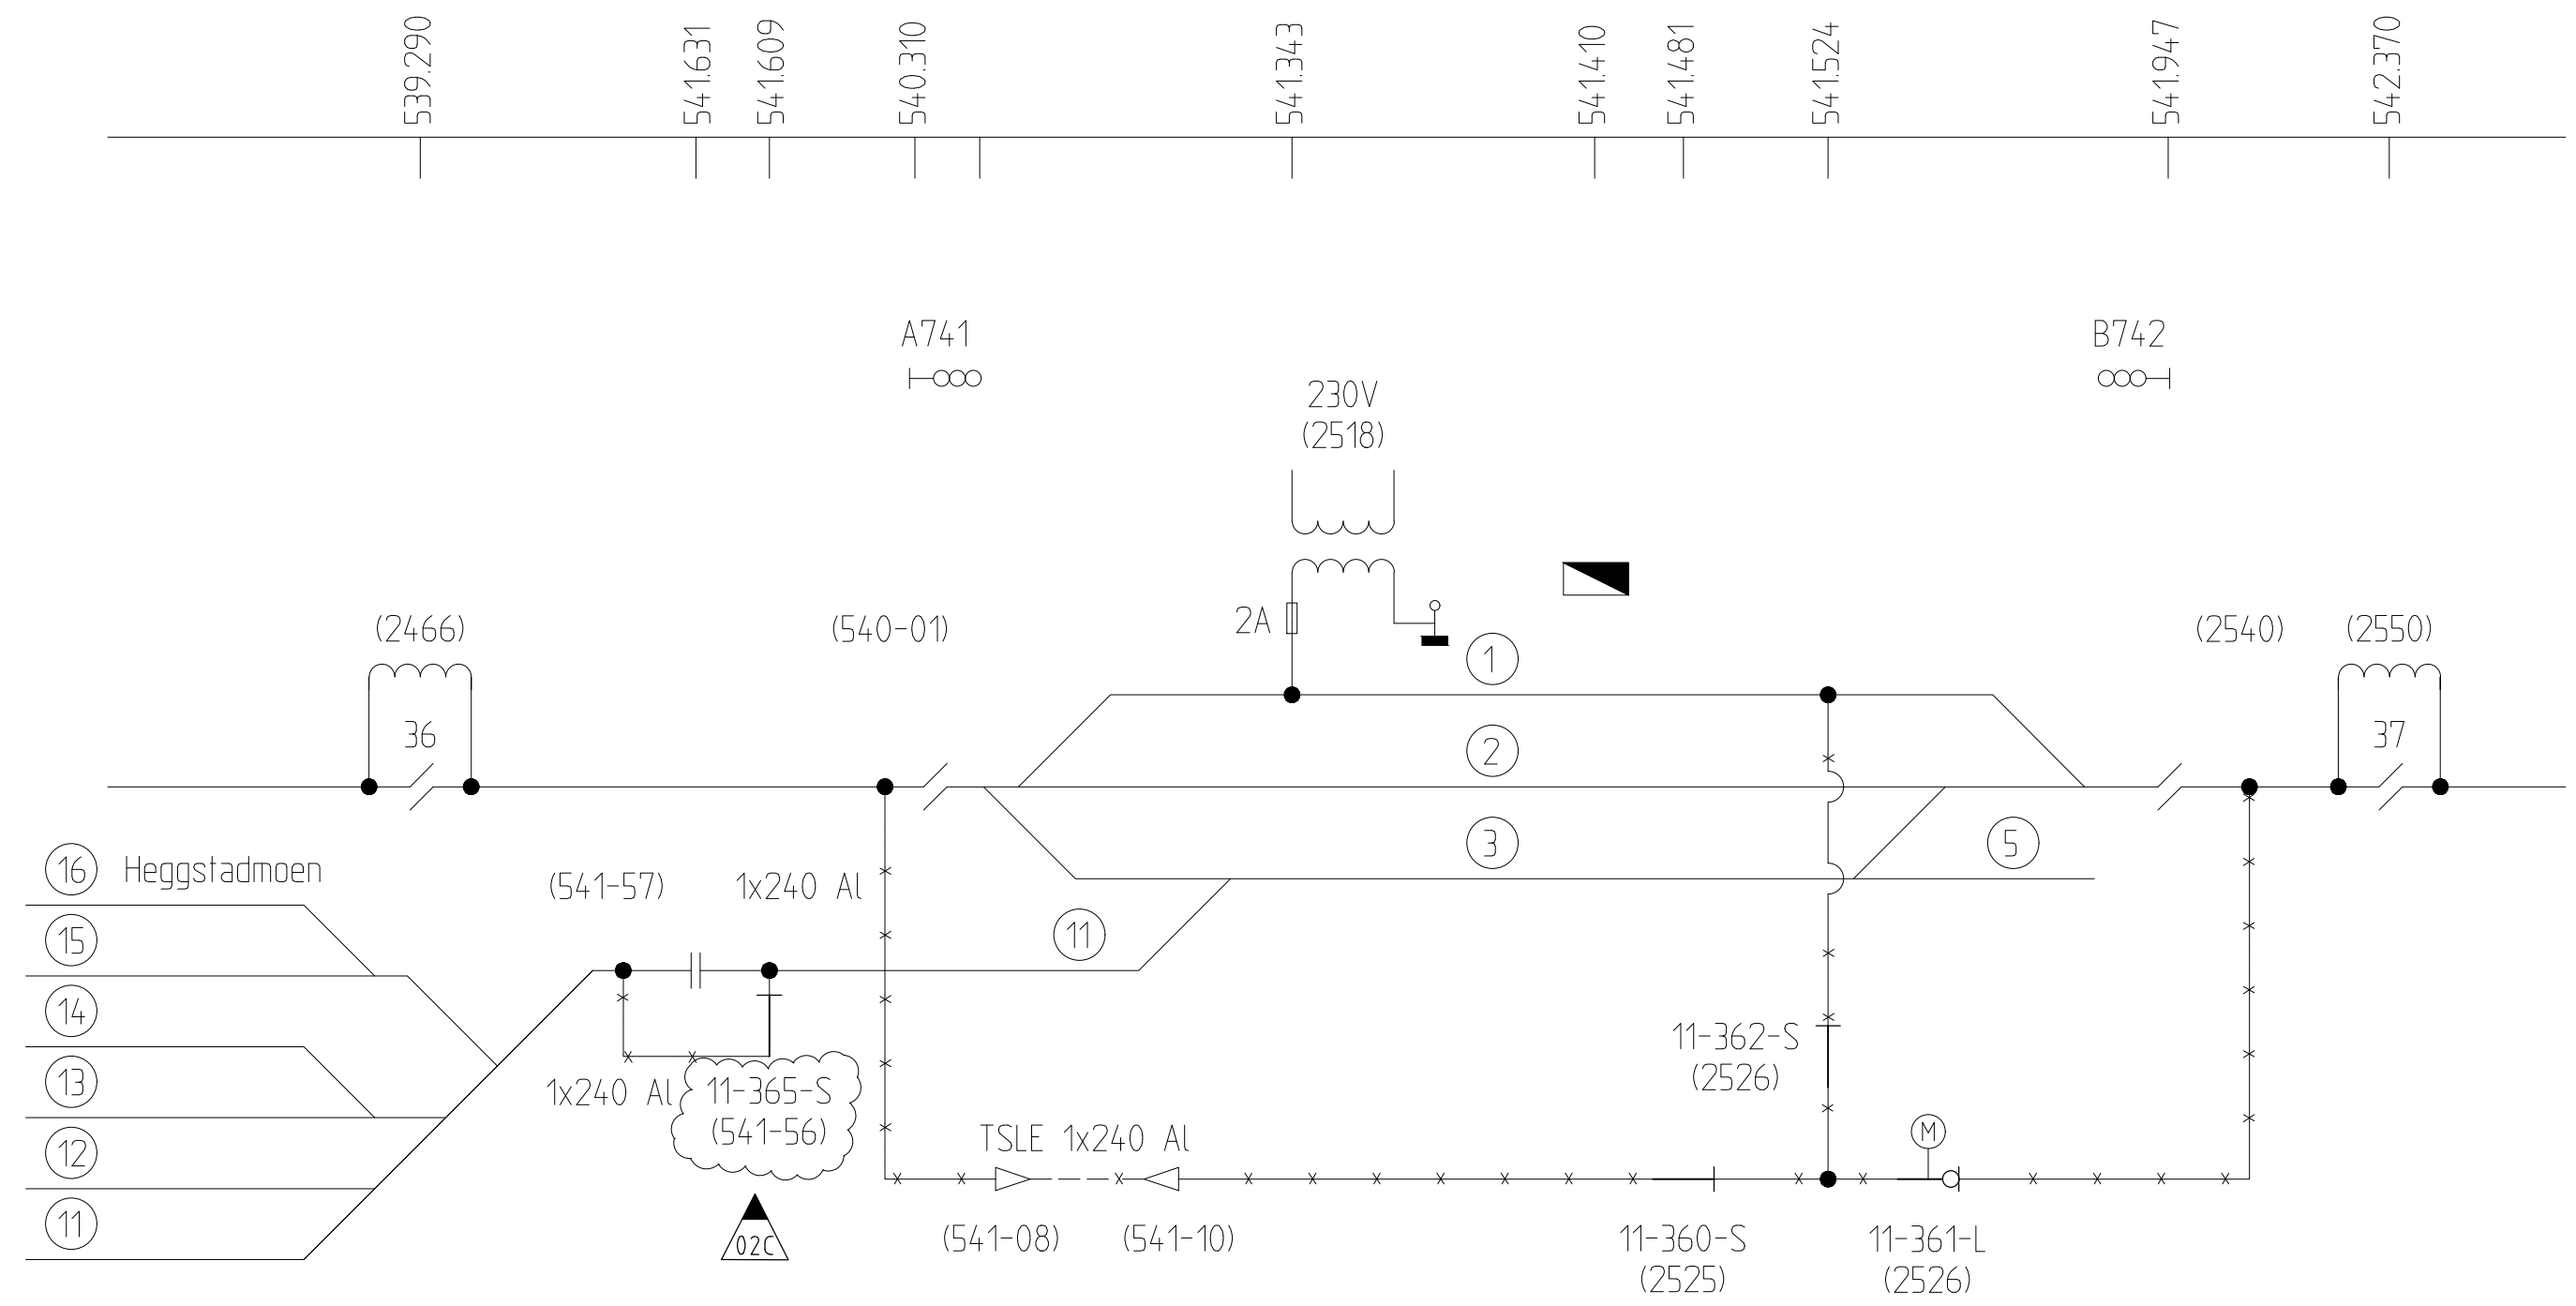 539.290
541.631
541.609
540.310
541.343
541.410
541.481
541.524
541.947
542.370
A741
B742
230V
(2518)
2A
(2466)
(540-01)
(2540)
(2550)
1
36
2
37
3
5
16 Heggstadmoen
(541-57)
1x240 Al
15
11
14
13
1x240 Al
11-365-S
(541-56)
11-362-S
(2526)
12
TSLE 1x240 Al
M
11
02C
(541-08)
(541-10)
11-360-S
(2525)
11-361-L
(2526)